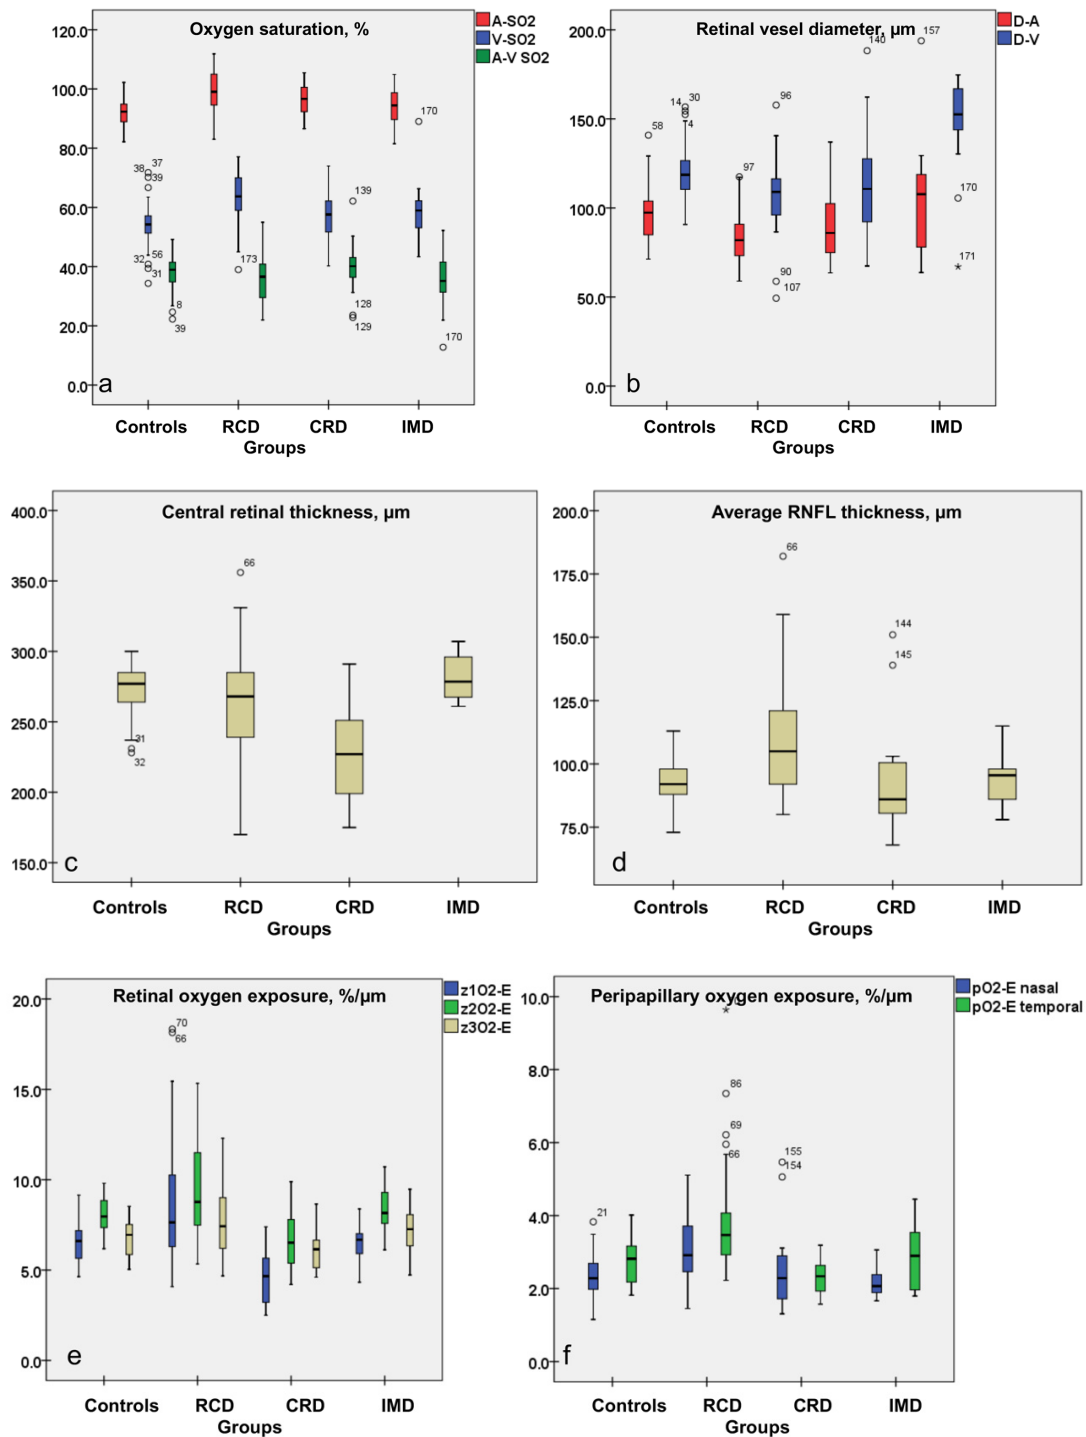 Oxygen saturation, %
A-SO2
V-SO2
A-V SO2
120.0
100.0
80.0
60.0
40.0
20.0
0.0
38
37
39
32
56
31
8
39
173
139
128
129
170
170
a
Controls RCD CRD IMD
Groups
Retinal vessel diameter, µm
D-A
D-V
200.0
150.0
100.0
50.0
0.0
58
14
30
74
97
96
90
107
140
157
170
171
b
Controls RCD CRD IMD
Groups
Central retinal thickness, µm
400.0
350.0
300.0
250.0
200.0
150.0
31
32
66
c
Controls RCD CRD IMD
Groups
Average RNFL thickness, µm
200.0
175.0
150.0
125.0
100.0
75.0
66
144
145
d
Controls RCD CRD IMD
Groups
Retinal oxygen exposure, %/µm
z1O2-E
z2O2-E
z3O2-E
20.0
15.0
10.0
5.0
0.0
70
66
e
Controls RCD CRD IMD
Groups
Peripapillary oxygen exposure, %/µm
pO2-E nasal
pO2-E temporal
10.0
8.0
6.0
4.0
2.0
0.0
21
86
69
66
155
154
f
Controls RCD CRD IMD
Groups